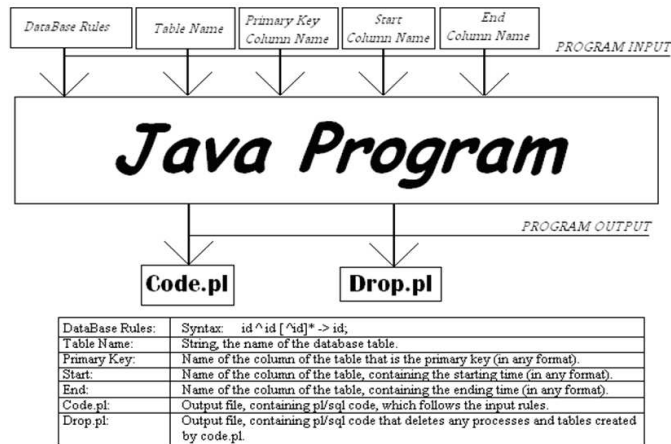 DataBase Rules
Table Name
Primary Key
Column Name
Start
Column Name
End
Column Name
PROGRAM INPUT
Java Program
PROGRAM OUTPUT
Code.pl
Drop.pl
DataBase Rules: Syntax: id ^ id [ ^id]* -> id;
Table Name: String, the name of the database table.
Primary Key: Name of the column of the table that is the primary key (in any format).
Start: Name of the column of the table, containing the starting time (in any format).
End: Name of the column of the table, containing the ending time (in any format).
Code.pl: Output file, containing pl/sql code, which follows the input rules.
Drop.pl: Output file, containing pl/sql code that deletes any processes and tables created
by code.pl.